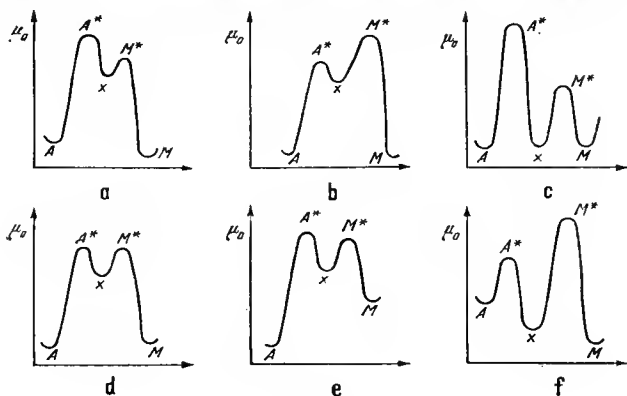 μ₀ A* M* x A M
a
μ₀ A* M* x A M
b
μ₀ A* M* A x M
c
μ₀ A* M* x A M
d
μ₀ A* M* x M A
e
μ₀ M* A* A x M
f